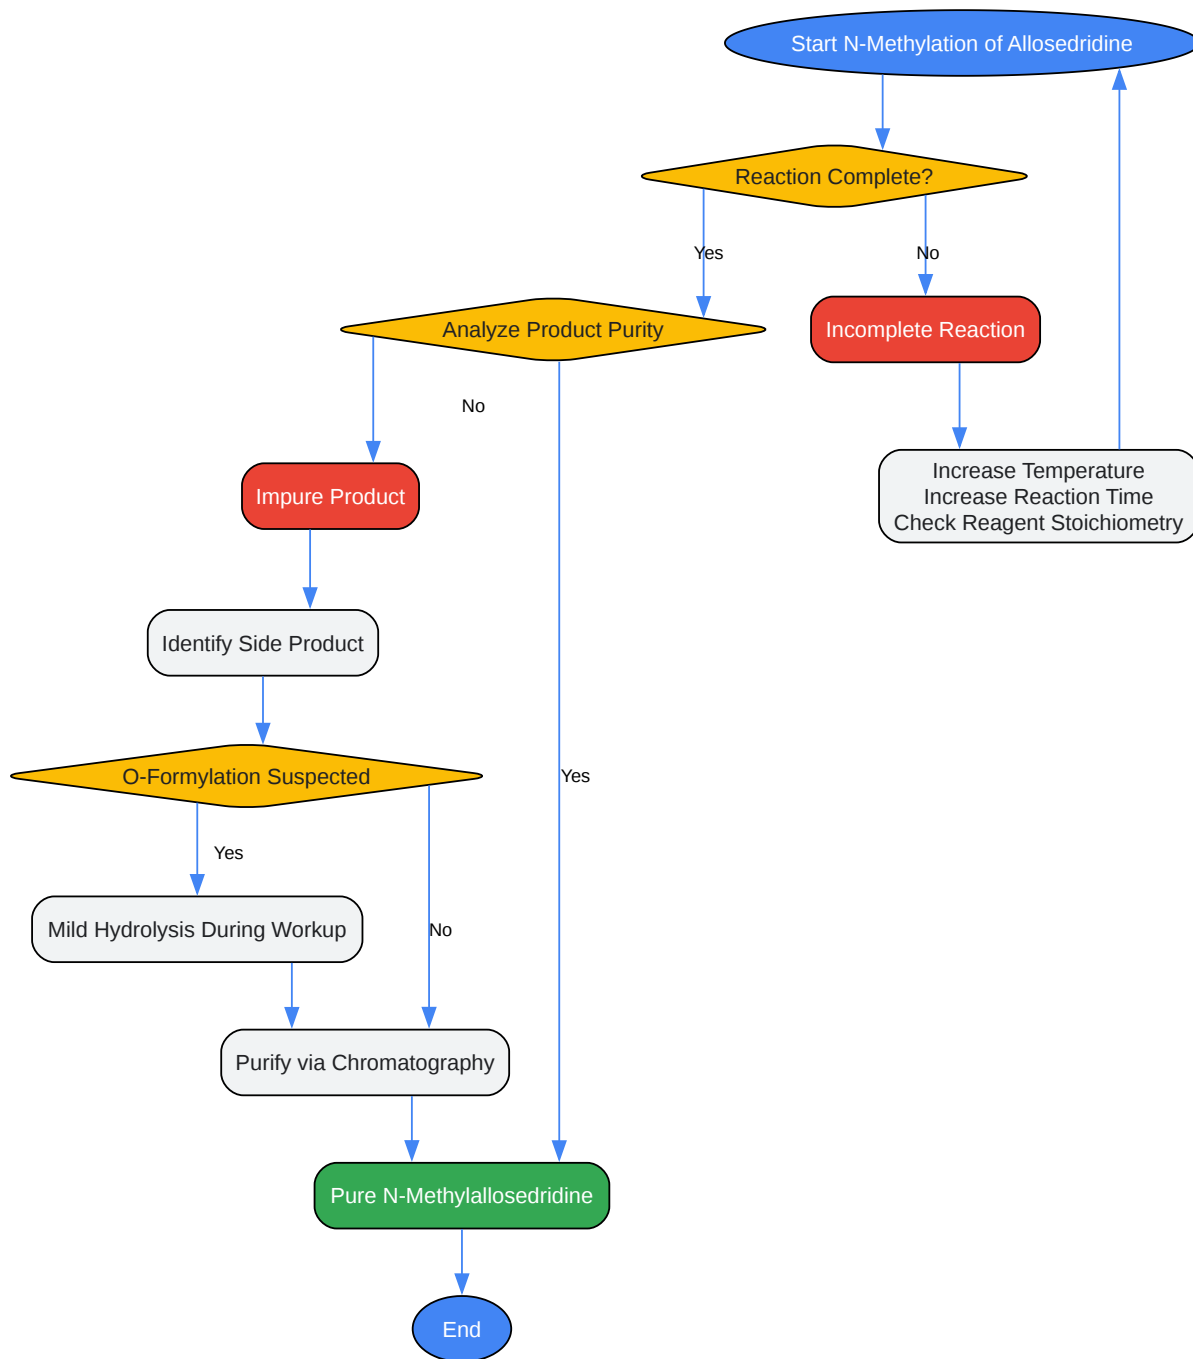 Start N-Methylation of Allosedridine
Reaction Complete?
Yes
No
Analyze Product Purity
Incomplete Reaction
No
Increase Temperature
Increase Reaction Time
Check Reagent Stoichiometry
Impure Product
Identify Side Product
O-Formylation Suspected
Yes
Yes
Mild Hydrolysis During Workup
No
Purify via Chromatography
Pure N-Methylallosedridine
End